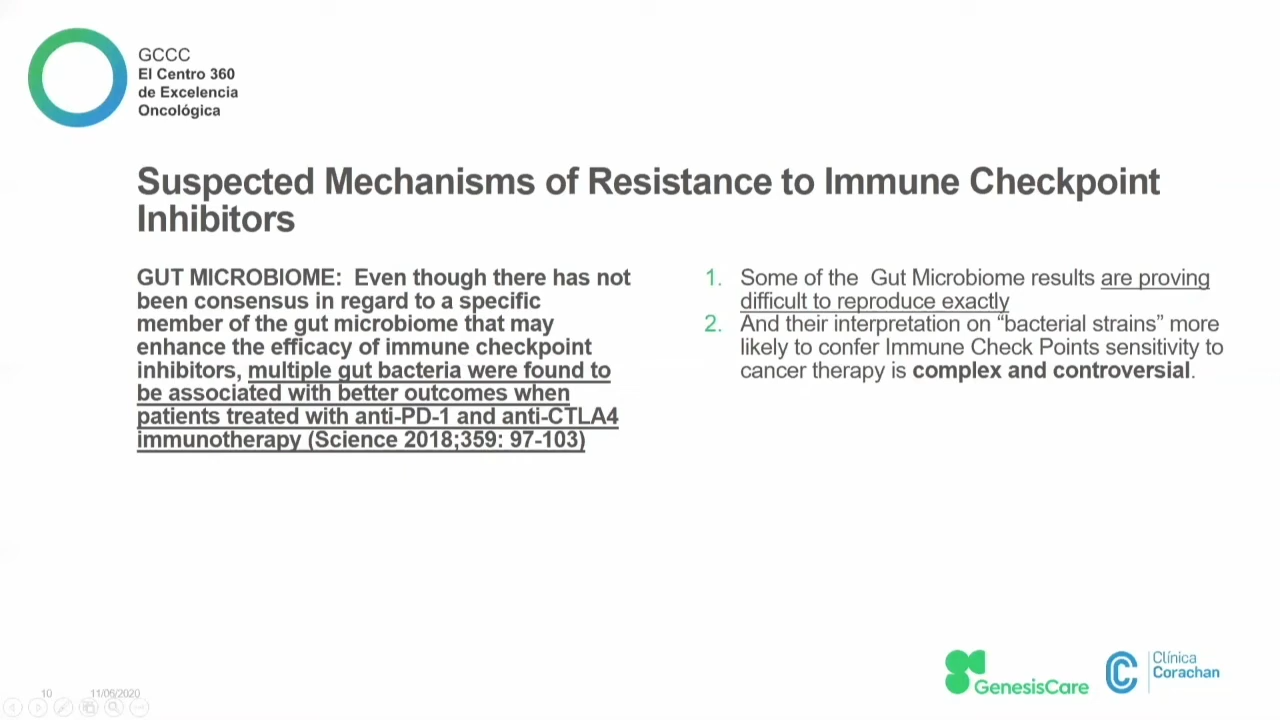 GCCC
El Centro 360
de Excelencia
Oncológica
Suspected Mechanisms of Resistance to Immune Checkpoint
Inhibitors
GUT MICROBIOME: Even though there has not
been consensus in regard to a specific
member of the gut microbiome that may
enhance the efficacy of immune checkpoint
inhibitors, multiple gut bacteria were found to
be associated with better outcomes when
patients treated with anti-PD-1 and anti-CTLA4
immunotherapy (Science 2018;359: 97-103)
1. Some of the Gut Microbiome results are proving
difficult to reproduce exactly
2. And their interpretation on “bacterial strains” more
likely to confer Immune Check Points sensitivity to
cancer therapy is complex and controversial.
GenesisCare
Clínica
Corachan
10 11/06/2020